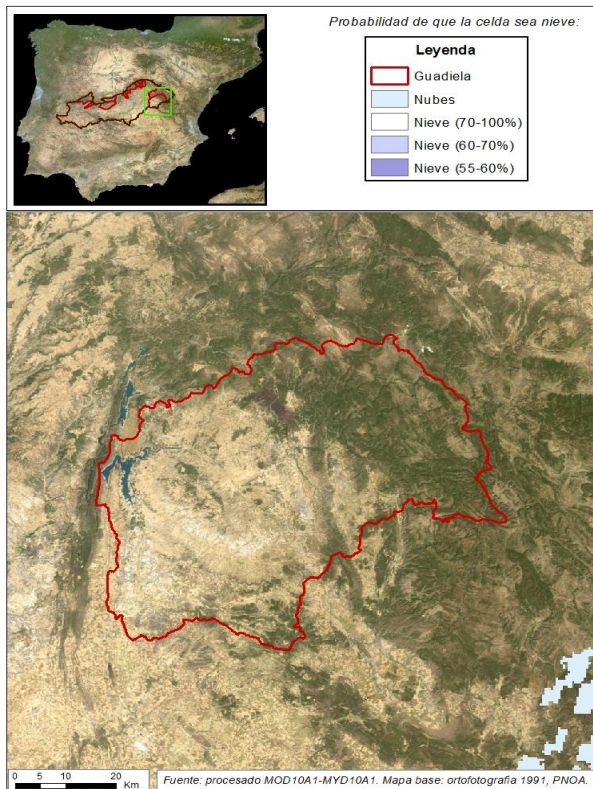 Probabilidad de que la celda sea nieve:
Leyenda
Guadiela
Nubes
Nieve (70-100%)
Nieve (60-70%)
Nieve (55-60%)
0 5 10 20
Km
Fuente: procesado MOD10A1-MYD10A1. Mapa base: ortofotografia 1991, PNOA.